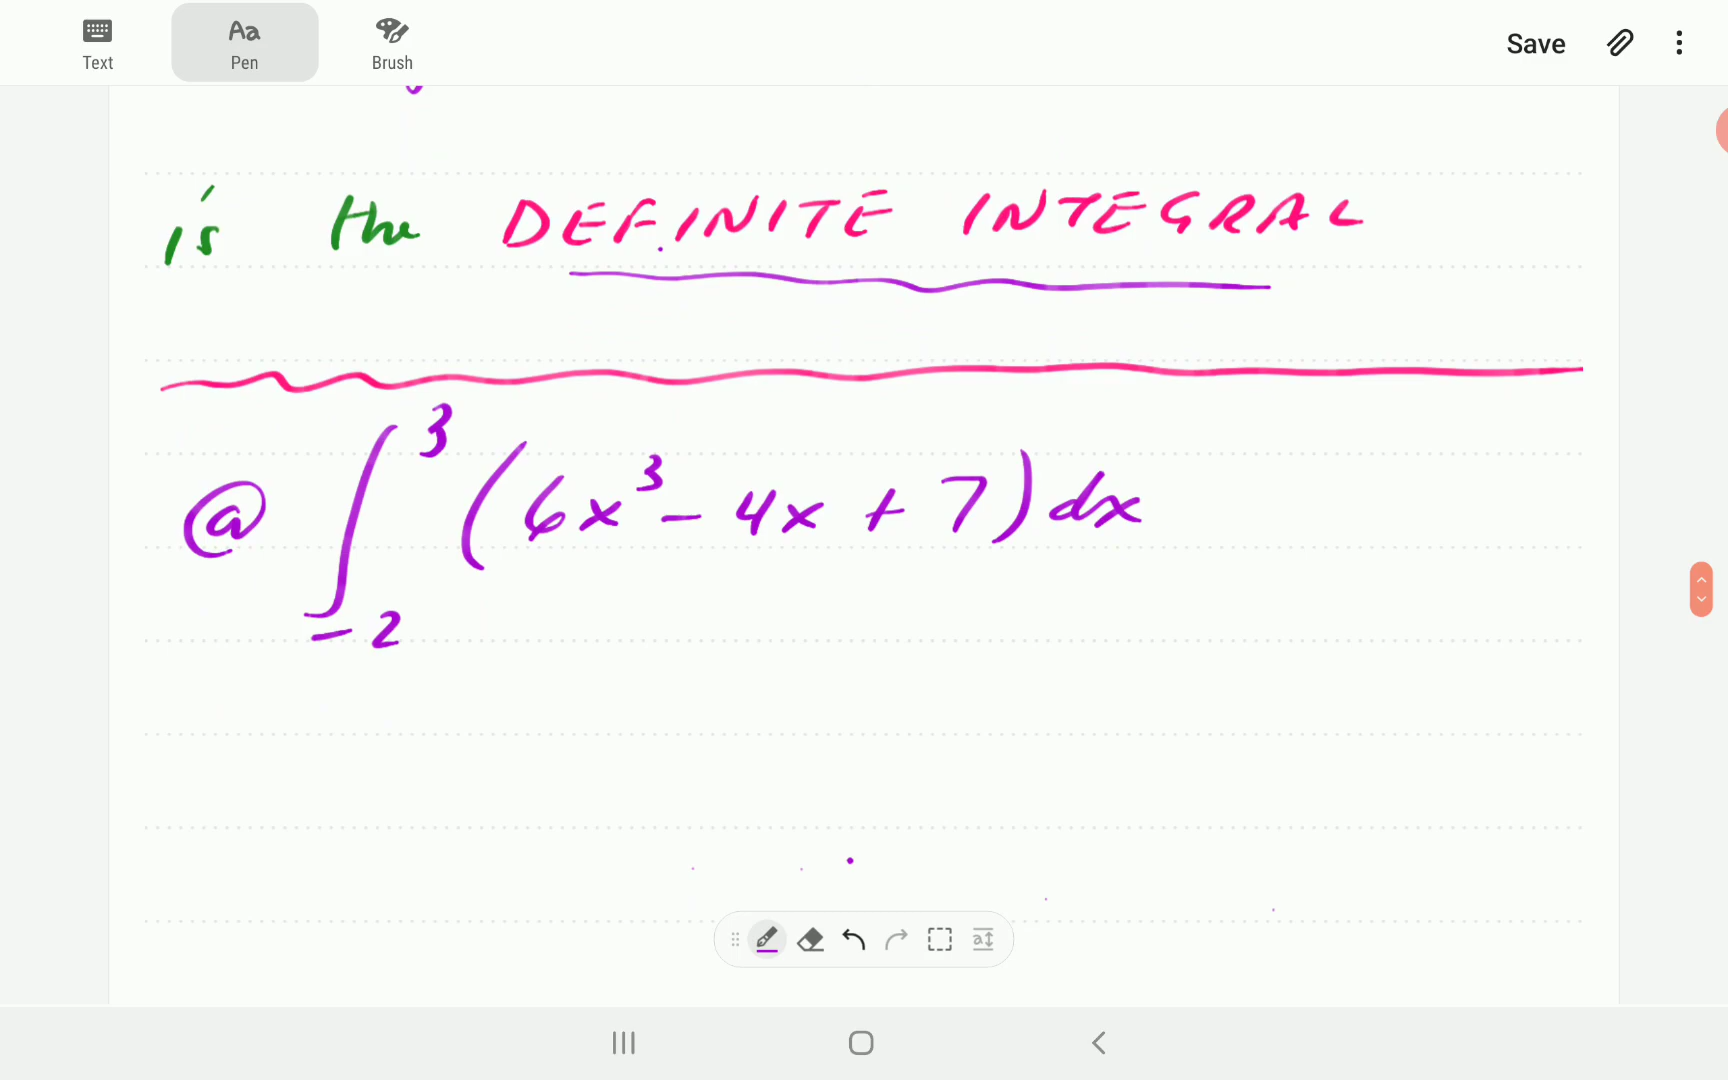 Text Pen Brush Save
is the DEFINITE INTEGRAL
@ ∫₋₂³ (6x³ - 4x + 7) dx